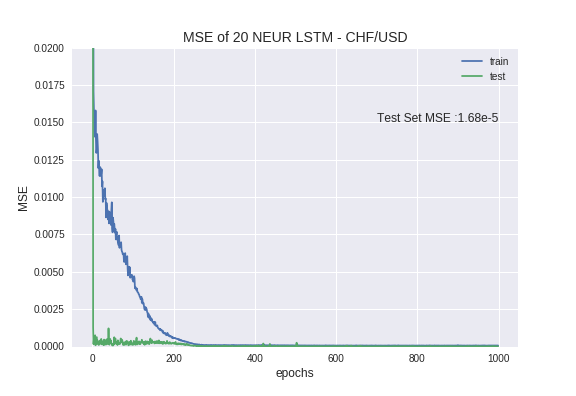 MSE of 20 NEUR LSTM - CHF/USD
0.0200
0.0175
0.0150
0.0125
0.0100
0.0075
0.0050
0.0025
0.0000
MSE
train
test
Test Set MSE :1.68e-5
0 200 400 600 800 1000
epochs